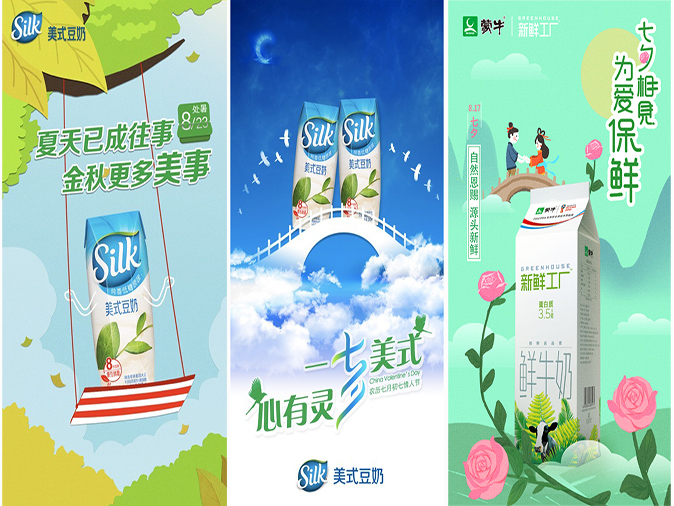 Silk 美式豆奶
夏天已成往事
处暑
8/23
金秋更多美事
Silk
美式豆奶
Silk
美式豆奶
Silk
美式豆奶
一七美式
China Valentine's Day
农历七月初七情人节
心有灵夕
Silk 美式豆奶
蒙牛
GREENHOUSE
新鲜工厂
七夕相見
为爱保鲜
8.17 七夕
自然恩赐 源头新鲜
蒙牛
GREENHOUSE
新鲜工厂
蛋白质
3.5
鲜牛奶